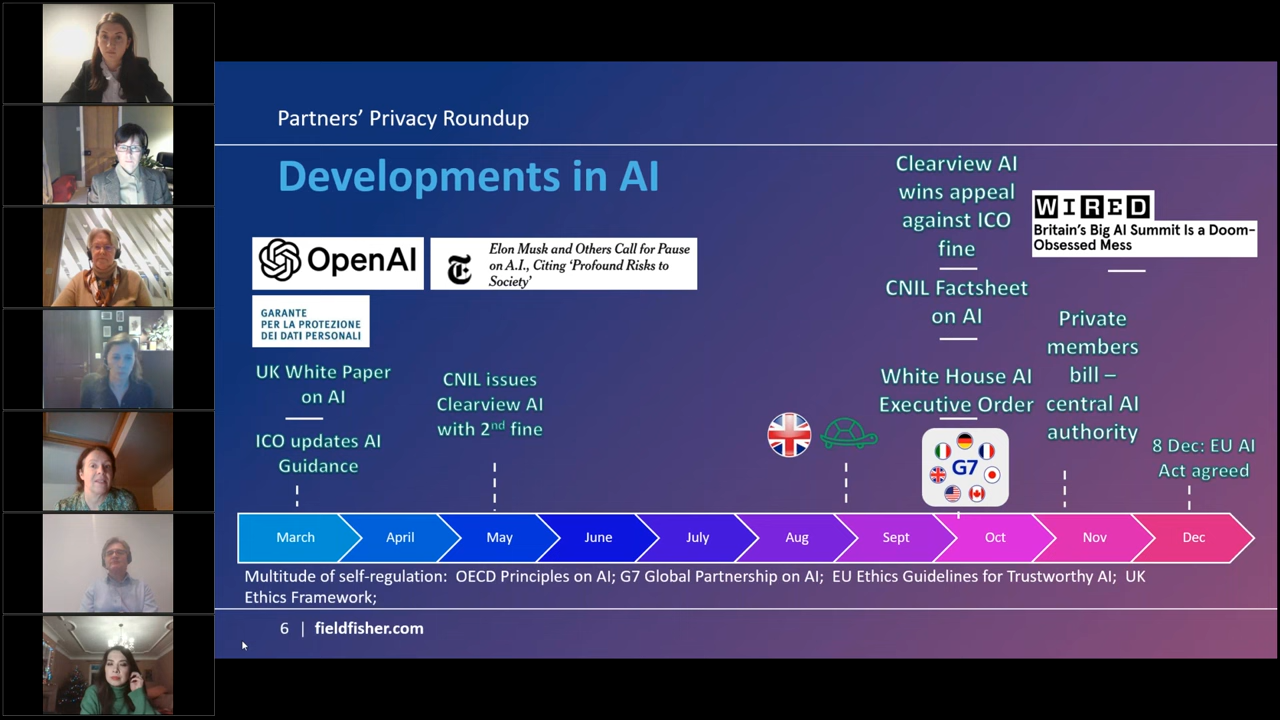 Partners’ Privacy Roundup
Developments in AI
OpenAI
Elon Musk and Others Call for Pause
on A.I., Citing ‘Profound Risks to
Society’
GARANTE
PER LA PROTEZIONE
DEI DATI PERSONALI
UK White Paper
on AI
ICO updates AI
Guidance
CNIL issues
Clearview AI
with 2nd fine
Clearview AI
wins appeal
against ICO
fine
CNIL Factsheet
on AI
White House AI
Executive Order
G7
WIRED
Britain’s Big AI Summit Is a Doom-
Obsessed Mess
Private
members
bill –
central AI
authority
8 Dec: EU AI
Act agreed
March
April
May
June
July
Aug
Sept
Oct
Nov
Dec
Multitude of self-regulation: OECD Principles on AI; G7 Global Partnership on AI; EU Ethics Guidelines for Trustworthy AI; UK
Ethics Framework;
6 | fieldfisher.com